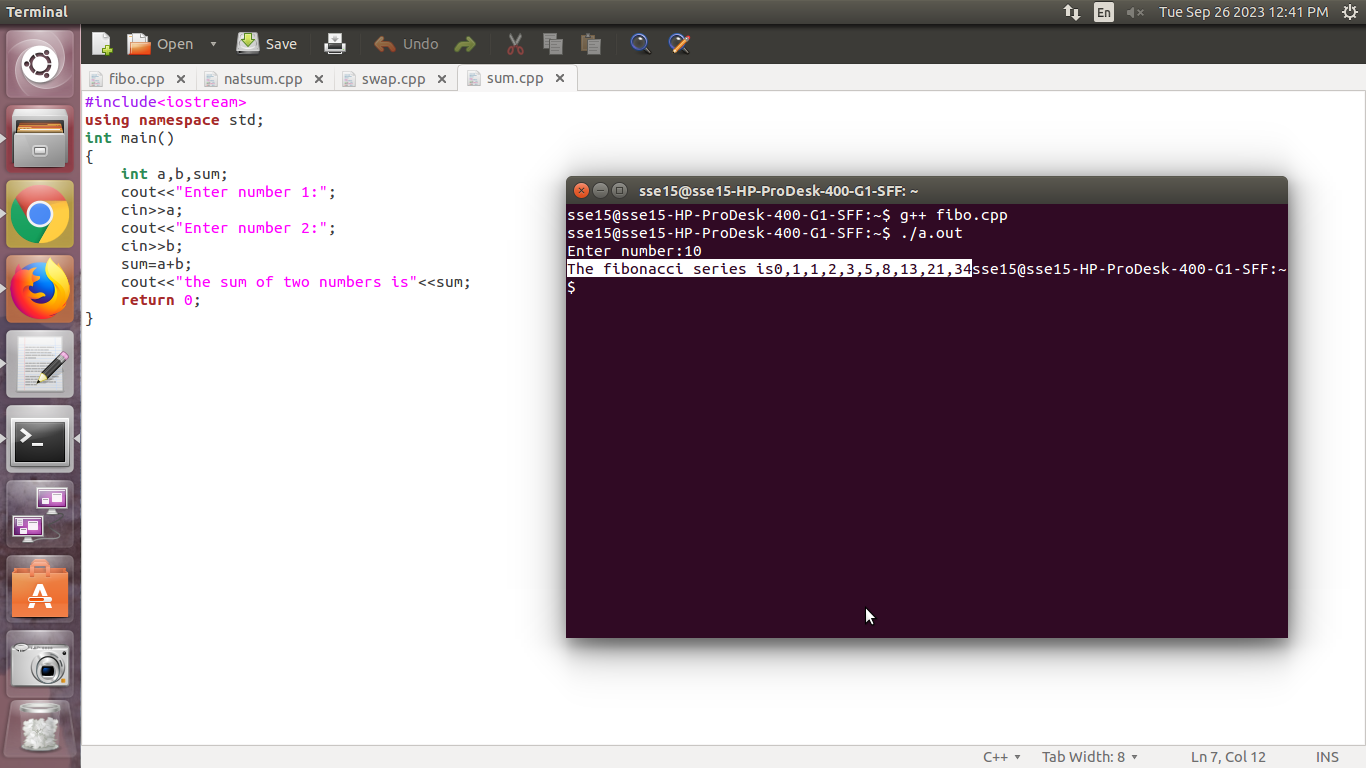 Terminal
En
Tue Sep 26 2023 12:41 PM
Open
Save
Undo
fibo.cpp
natsum.cpp
swap.cpp
sum.cpp
#include<iostream>
using namespace std;
int main()
{
    int a,b,sum;
    cout<<"Enter number 1:";
    cin>>a;
    cout<<"Enter number 2:";
    cin>>b;
    sum=a+b;
    cout<<"the sum of two numbers is"<<sum;
    return 0;
}
sse15@sse15-HP-ProDesk-400-G1-SFF: ~
sse15@sse15-HP-ProDesk-400-G1-SFF:~$ g++ fibo.cpp
sse15@sse15-HP-ProDesk-400-G1-SFF:~$ ./a.out
Enter number:10
The fibonacci series is0,1,1,2,3,5,8,13,21,34sse15@sse15-HP-ProDesk-400-G1-SFF:~
$
C++
Tab Width: 8
Ln 7, Col 12
INS